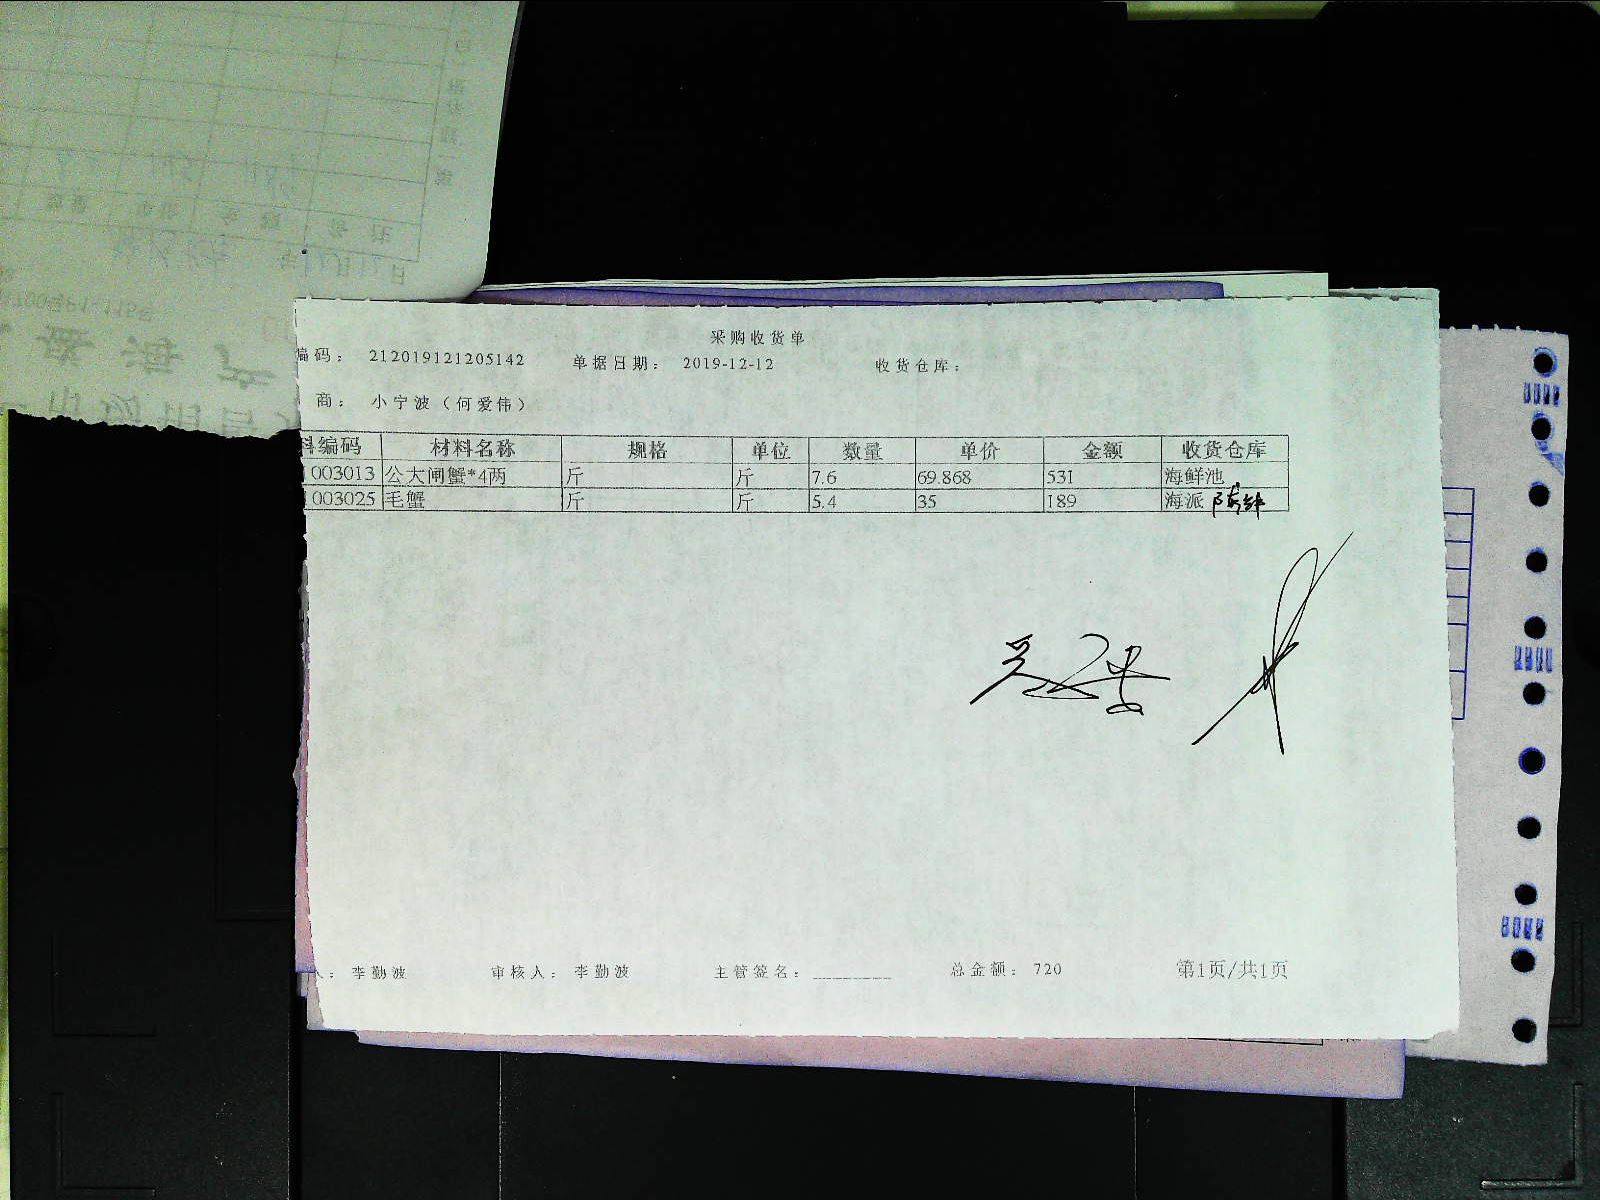 采购收货单
编码： 212019121205142 单据日期： 2019-12-12 收货仓库：
商： 小宁波（何爱伟）
料编码 材料名称 规格 单位 数量 单价 金额 收货仓库
1003013 公大闸蟹*4两 斤 斤 7.6 69.868 531 海鲜池
1003025 毛蟹 斤 斤 5.4 35 189 海派
人： 李勤波 审核人： 李勤波 主管签名： 总金额： 720 第1页/共1页